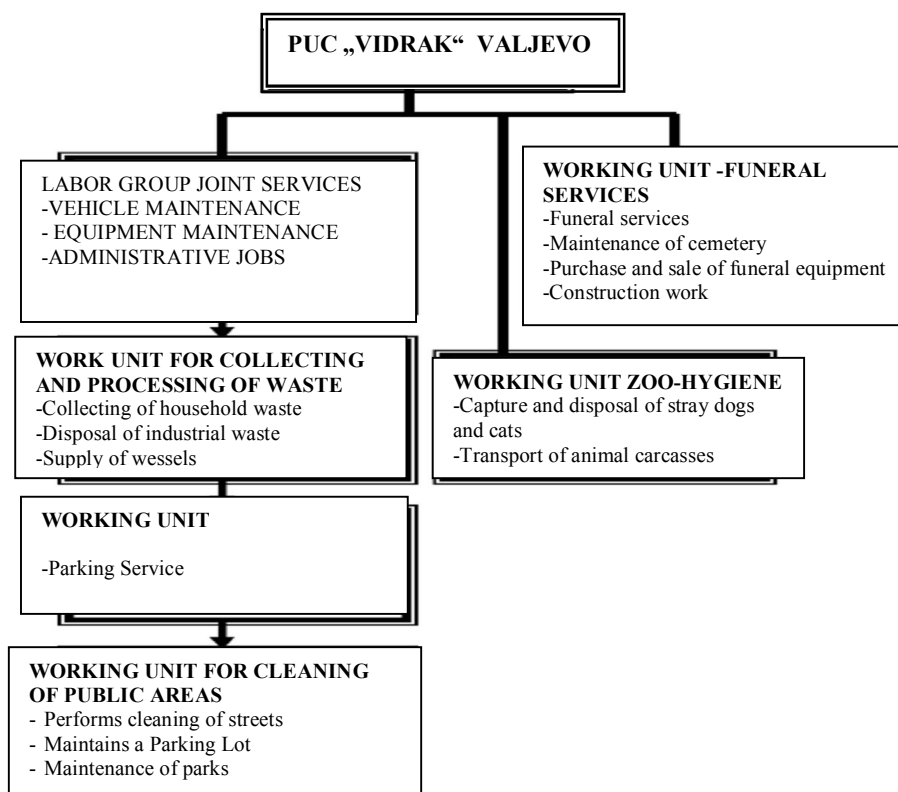 PUC „VIDRAK“ VALJEVO
LABOR GROUP JOINT SERVICES
-VEHICLE MAINTENANCE
- EQUIPMENT MAINTENANCE
-ADMINISTRATIVE JOBS
WORKING UNIT -FUNERAL
SERVICES
-Funeral services
-Maintenance of cemetery
-Purchase and sale of funeral equipment
-Construction work
WORK UNIT FOR COLLECTING
AND PROCESSING OF WASTE
-Collecting of household waste
-Disposal of industrial waste
-Supply of wessels
WORKING UNIT ZOO-HYGIENE
-Capture and disposal of stray dogs
and cats
-Transport of animal carcasses
WORKING UNIT
-Parking Service
WORKING UNIT FOR CLEANING
OF PUBLIC AREAS
- Performs cleaning of streets
- Maintains a Parking Lot
- Maintenance of parks